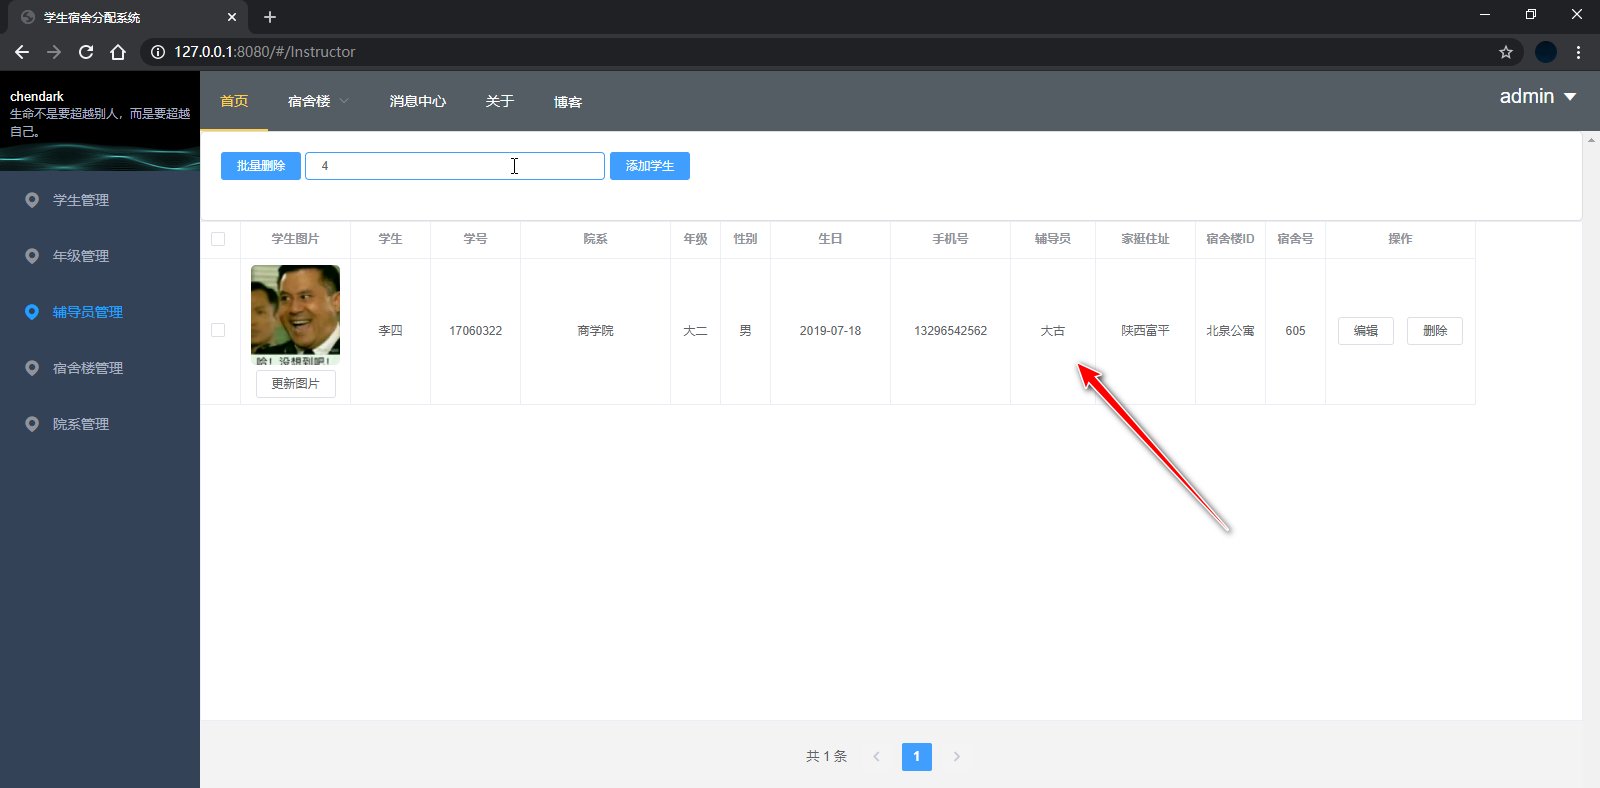 学生宿舍分配系统
127.0.0.1:8080/#/Instructor
chendark
生命不是要超越别人，而是要超越
自己。
首页 宿舍楼 消息中心 关于 博客
admin
学生管理
年级管理
辅导员管理
宿舍楼管理
院系管理
批量删除 4 添加学生
学生图片 学生 学号 院系 年级 性别 生日 手机号 辅导员 家挺住址 宿舍楼ID 宿舍号 操作
哈！没想到吧！
李四 17060322 商学院 大二 男 2019-07-18 13296542562 大古 陕西富平 北泉公寓 605 编辑 删除
更新图片
共 1 条 1